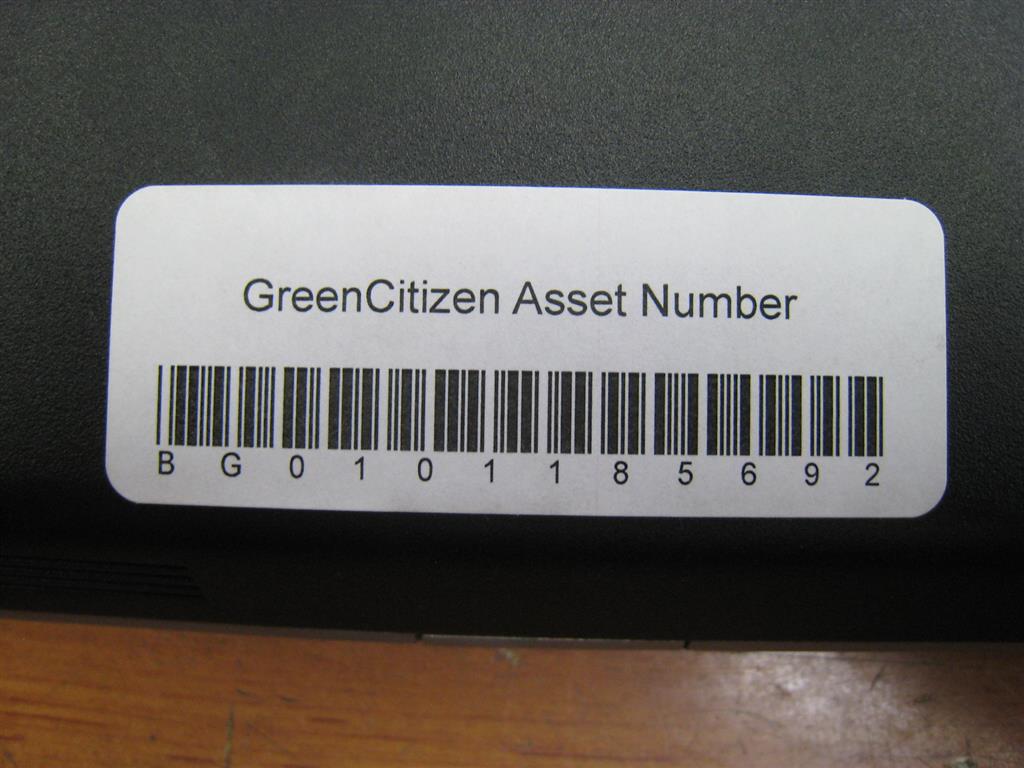 GreenCitizen Asset Number
B G 0 1 0 1 1 8 5 6 9 2